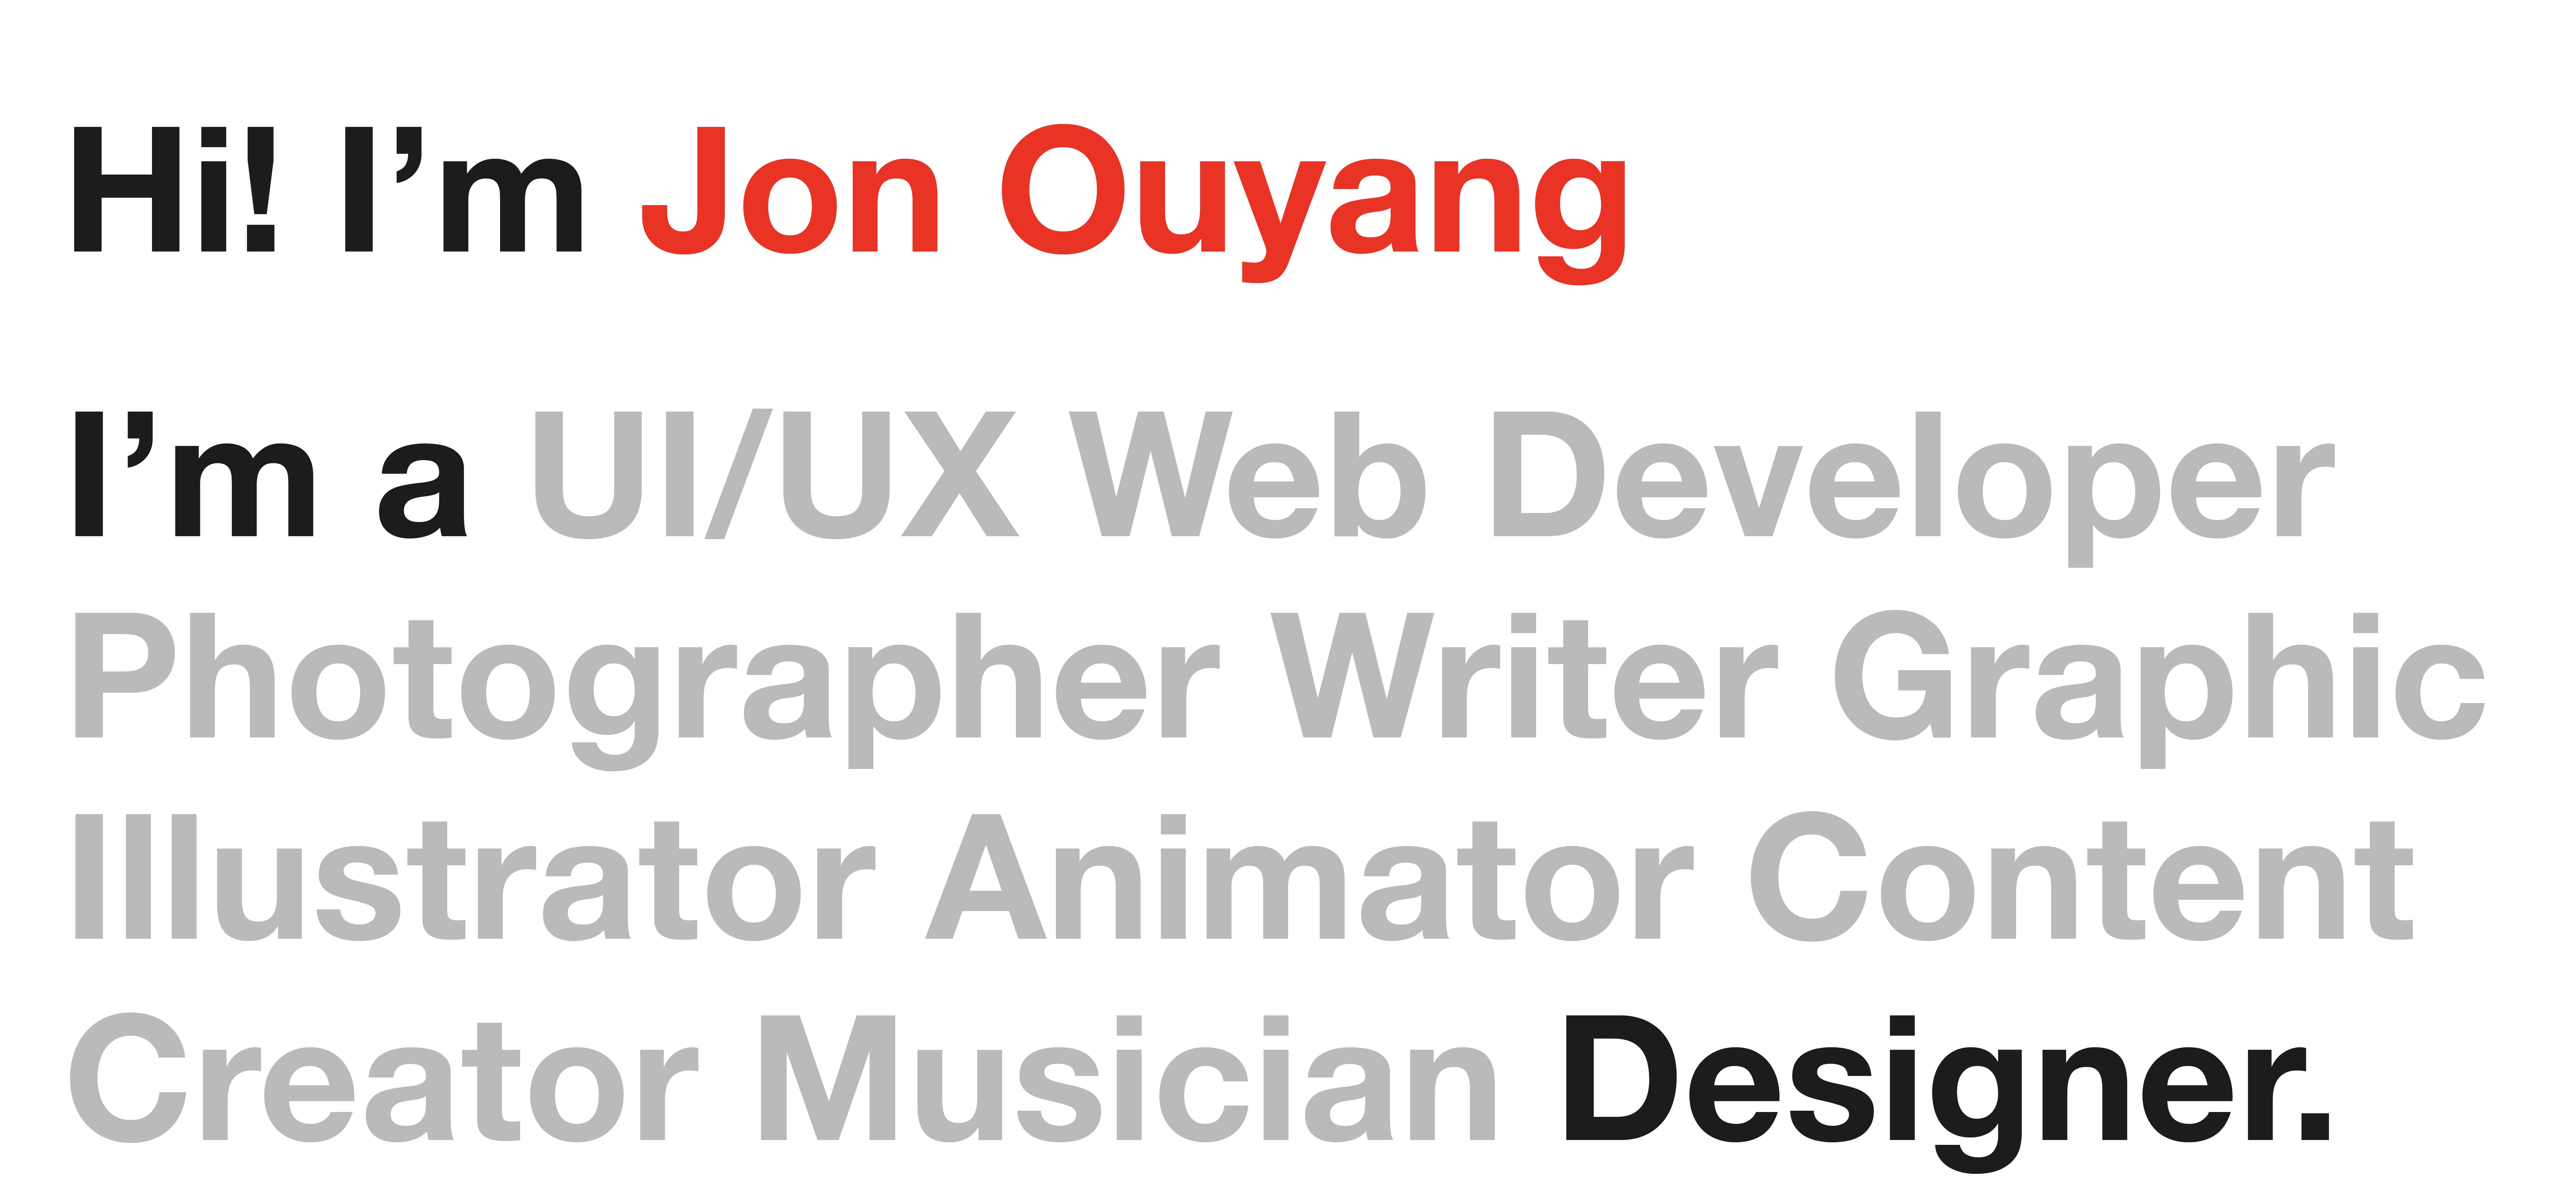 Hi! I’m Jon Ouyang
I’m a UI/UX Web Developer
Photographer Writer Graphic
Illustrator Animator Content
Creator Musician Designer.